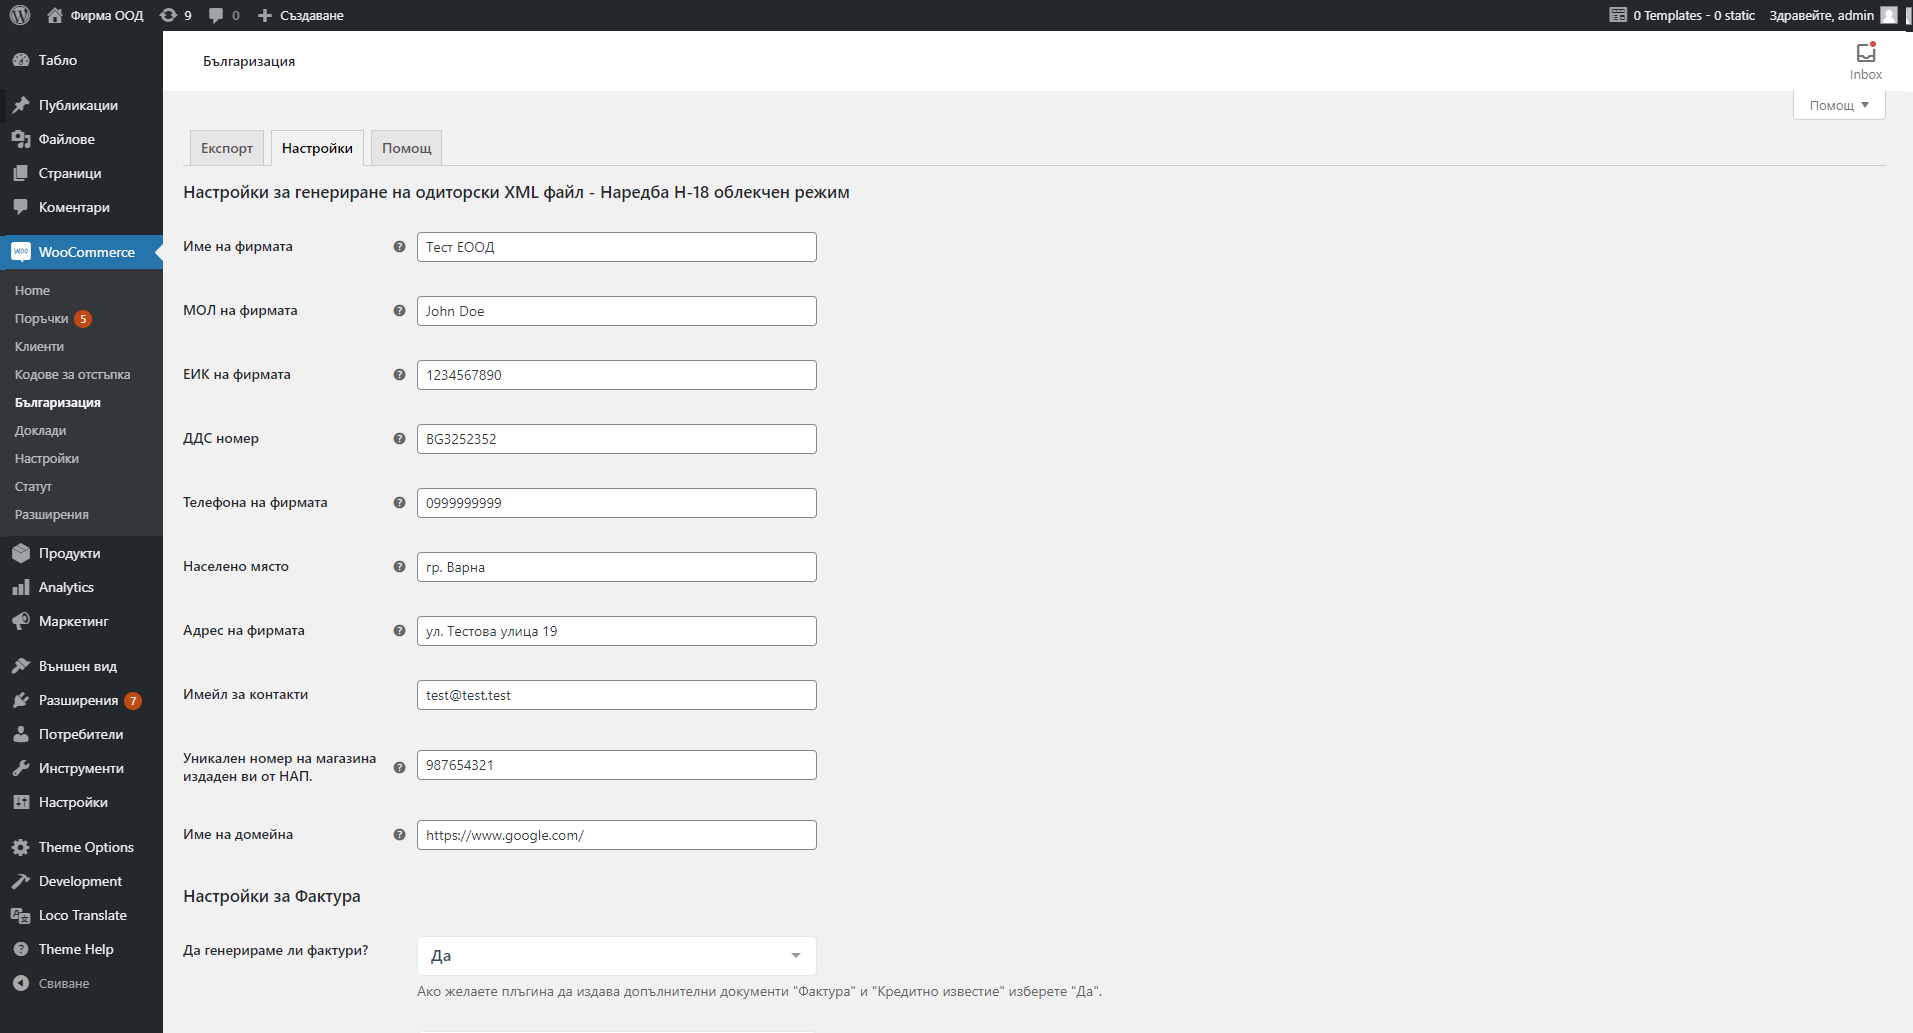 Фирма ООД
9
0
Създаване
0 Templates - 0 static
Здравейте, admin
Табло
Публикации
Файлове
Страници
Коментари
WOO
WooCommerce
Home
Поръчки 5
Клиенти
Кодове за отстъпка
Българизация
Доклади
Настройки
Статут
Разширения
Продукти
Analytics
Маркетинг
Външен вид
Разширения 7
Потребители
Инструменти
Настройки
Theme Options
Development
Loco Translate
Theme Help
Свиване
Българизация
Inbox
Помощ
Експорт
Настройки
Помощ
Настройки за генериране на одиторски XML файл - Наредба Н-18 облекчен режим
Име на фирмата
Тест ЕООД
МОЛ на фирмата
John Doe
ЕИК на фирмата
1234567890
ДДС номер
BG3252352
Телефона на фирмата
0999999999
Населено място
гр. Варна
Адрес на фирмата
ул. Тестова улица 19
Имейл за контакти
test@test.test
Уникален номер на магазина
издаден ви от НАП.
987654321
Име на домейна
https://www.google.com/
Настройки за Фактура
Да генерираме ли фактури?
Да
Ако желаете плъгина да издава допълнителни документи "Фактура" и "Кредитно известие" изберете "Да".